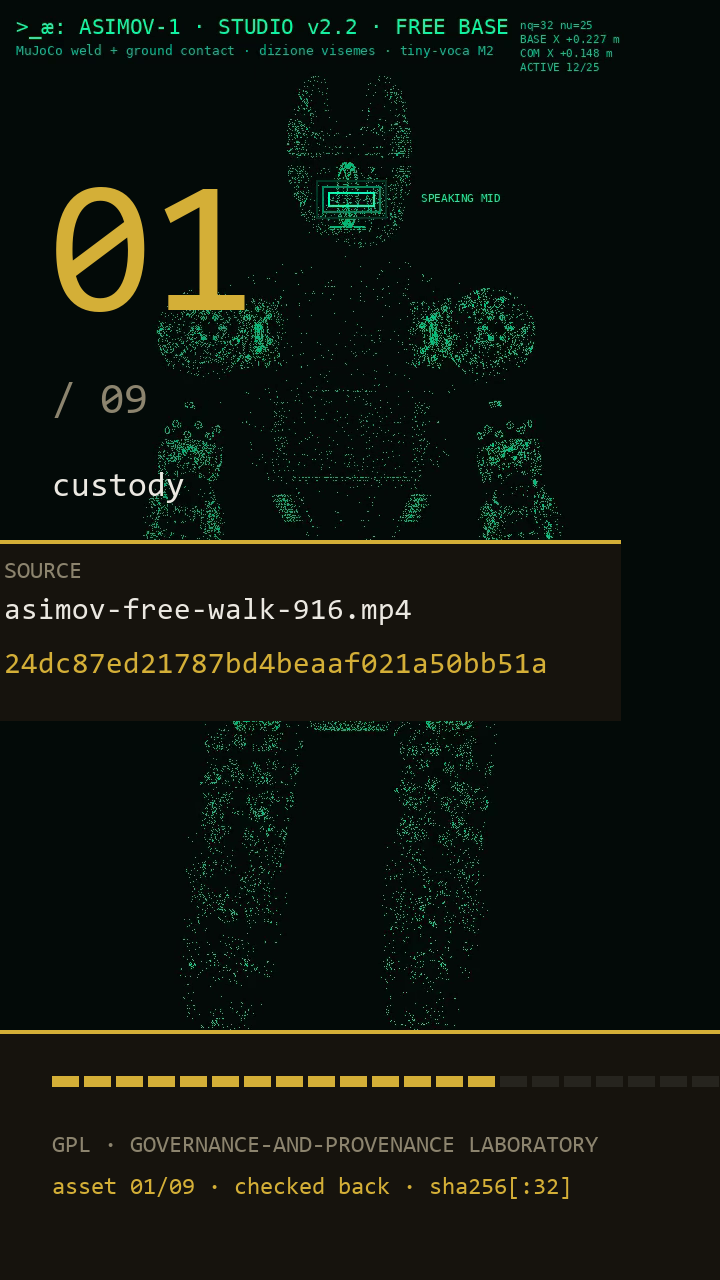 >_æ: ASIMOV-1 · STUDIO v2.2 · FREE BASE
MuJoCo weld + ground contact · dizione visemes · tiny-voca M2
nq=32 nu=25
BASE X +0.227 m
COM X +0.148 m
ACTIVE 12/25
SPEAKING MID
01
/ 09
custody
SOURCE
asimov-free-walk-916.mp4
24dc87ed21787bd4beaaf021a50bb51a
GPL · GOVERNANCE-AND-PROVENANCE LABORATORY
asset 01/09 · checked back · sha256[:32]